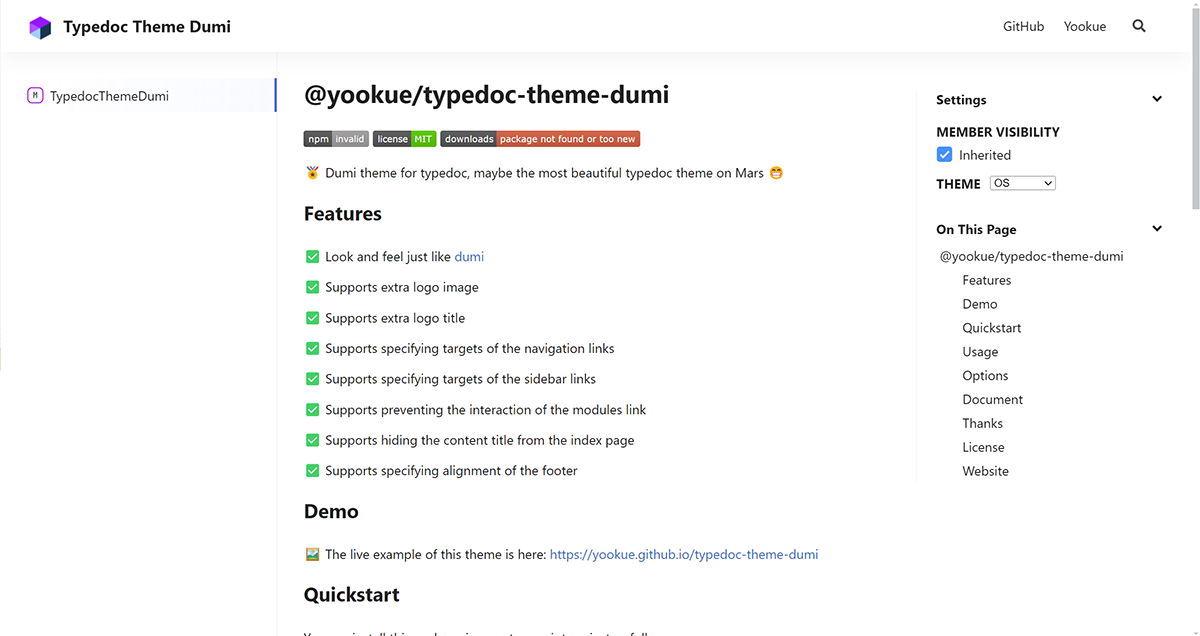 Typedoc Theme Dumi
GitHub Yookue
M TypedocThemeDumi
@yookue/typedoc-theme-dumi
npm invalid license MIT downloads package not found or too new
Dumi theme for typedoc, maybe the most beautiful typedoc theme on Mars
Features
Look and feel just like dumi
Supports extra logo image
Supports extra logo title
Supports specifying targets of the navigation links
Supports specifying targets of the sidebar links
Supports preventing the interaction of the modules link
Supports hiding the content title from the index page
Supports specifying alignment of the footer
Demo
The live example of this theme is here: https://yookue.github.io/typedoc-theme-dumi
Quickstart
Settings
MEMBER VISIBILITY
Inherited
THEME OS
On This Page
@yookue/typedoc-theme-dumi
Features
Demo
Quickstart
Usage
Options
Document
Thanks
License
Website